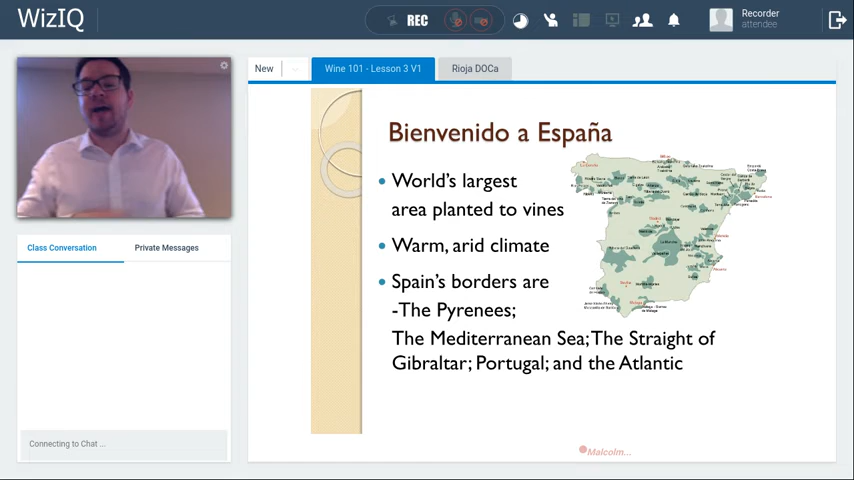 WizIQ
REC
Recorder
attendee
New
Wine 101 - Lesson 3 V1
Rioja DOCa
Bienvenido a España
World's largest
area planted to vines
Warm, arid climate
Spain's borders are
-The Pyrenees;
The Mediterranean Sea; The Straight of
Gibraltar; Portugal; and the Atlantic
Class Conversation
Private Messages
Connecting to Chat ...
Malcolm...